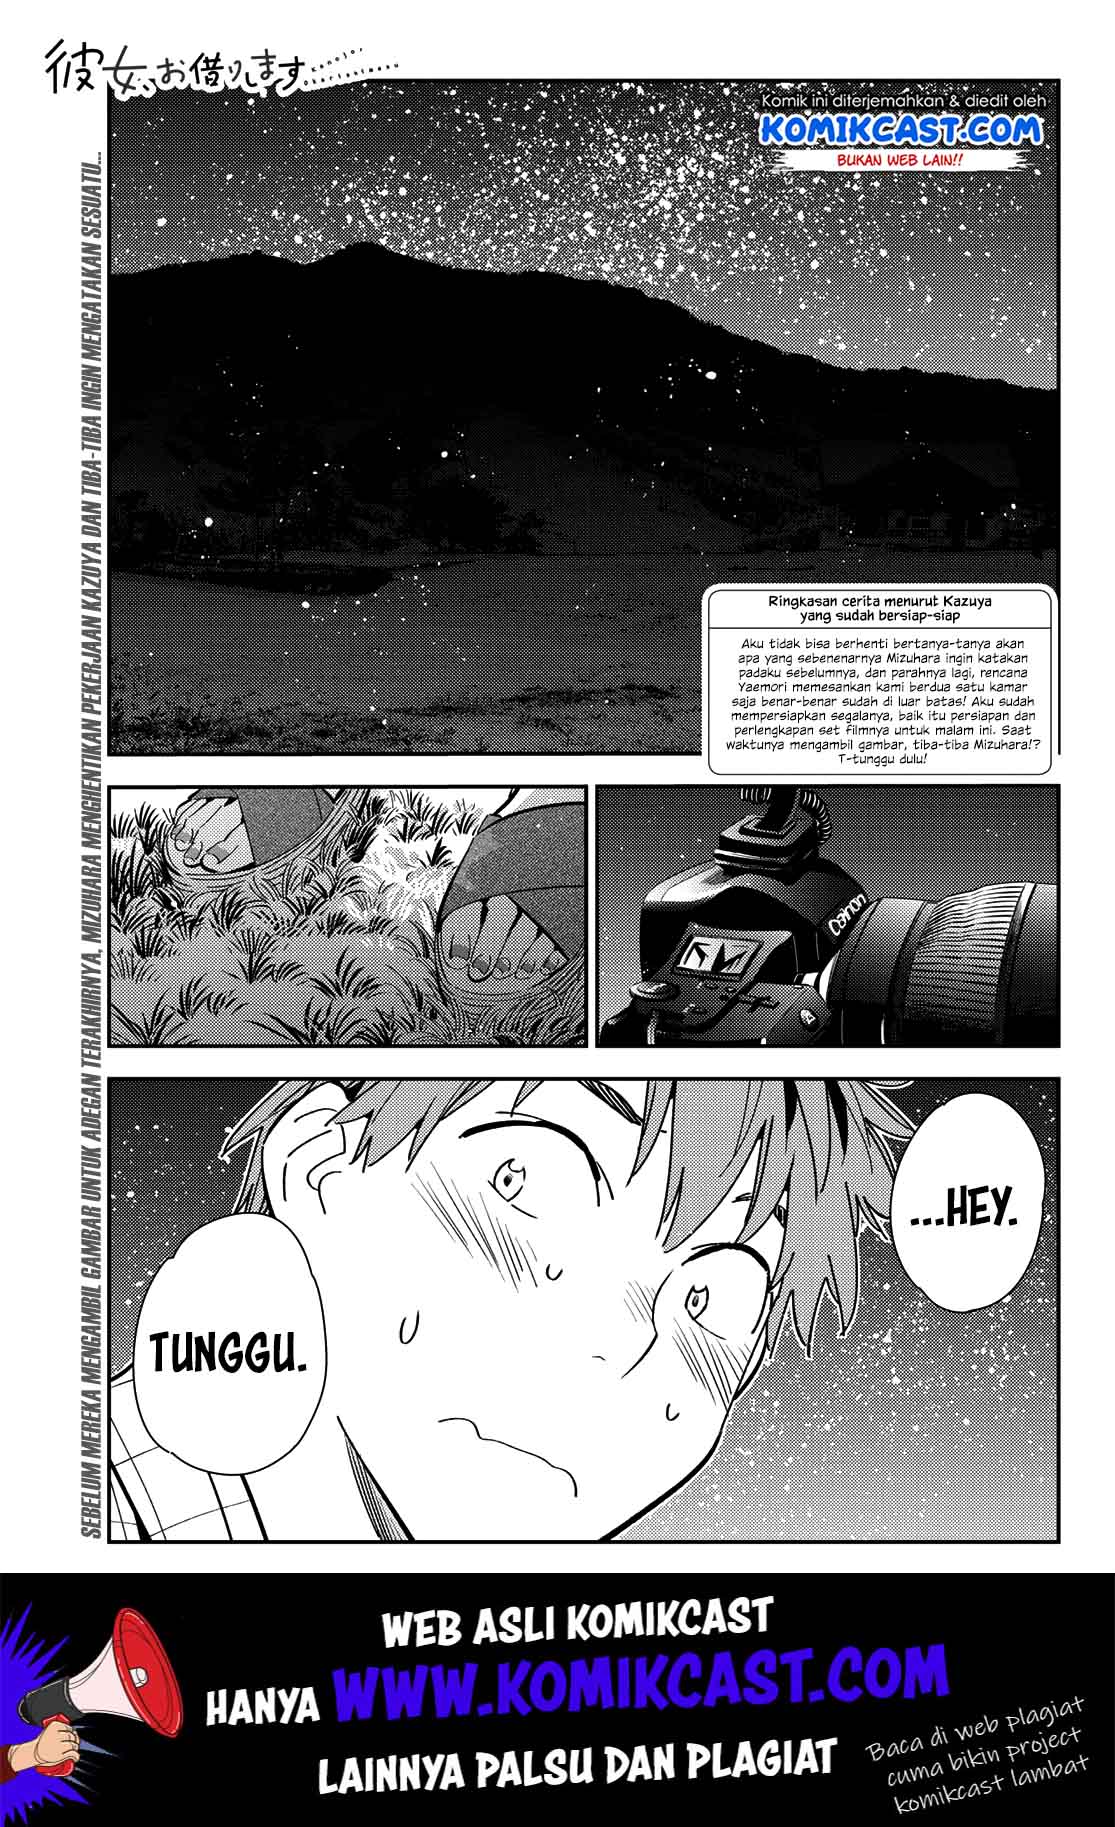 彼女、お借りします
Komik ini diterjemahkan & diedit oleh
KOMIKCAST.COM
BUKAN WEB LAIN!!
SEBELUM MEREKA MENGAMBIL GAMBAR UNTUK ADEGAN TERAKHIRNYA, MIZUHARA MENGHENTIKAN PEKERJAAN KAZUYA DAN TIBA-TIBA INGIN MENGATAKAN SESUATU...
Ringkasan cerita menurut Kazuya
yang sudah bersiap-siap
Aku tidak bisa berhenti bertanya-tanya akan
apa yang sebenenarnya Mizuhara ingin katakan
padaku sebelumnya, dan parahnya lagi, rencana
Yaemori memesankan kami berdua satu kamar
saja benar-benar sudah di luar batas! Aku sudah
mempersiapkan segalanya, baik itu persiapan dan
perlengkapan set filmnya untuk malam ini. Saat
waktunya mengambil gambar, tiba-tiba Mizuhara!?
T-tunggu dulu!
Dainon
...HEY.
TUNGGU.
WEB ASLI KOMIKCAST
HANYA WWW.KOMIKCAST.COM
LAINNYA PALSU DAN PLAGIAT
Baca di web plagiat
cuma bikin project
komikcast lambat